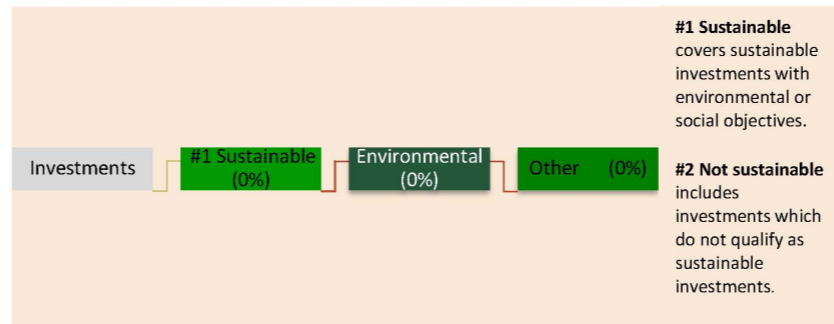 Investments
#1 Sustainable
(0%)
Environmental
(0%)
Other (0%)
#1 Sustainable
covers sustainable
investments with
environmental or
social objectives.
#2 Not sustainable
includes
investments which
do not qualify as
sustainable
investments.